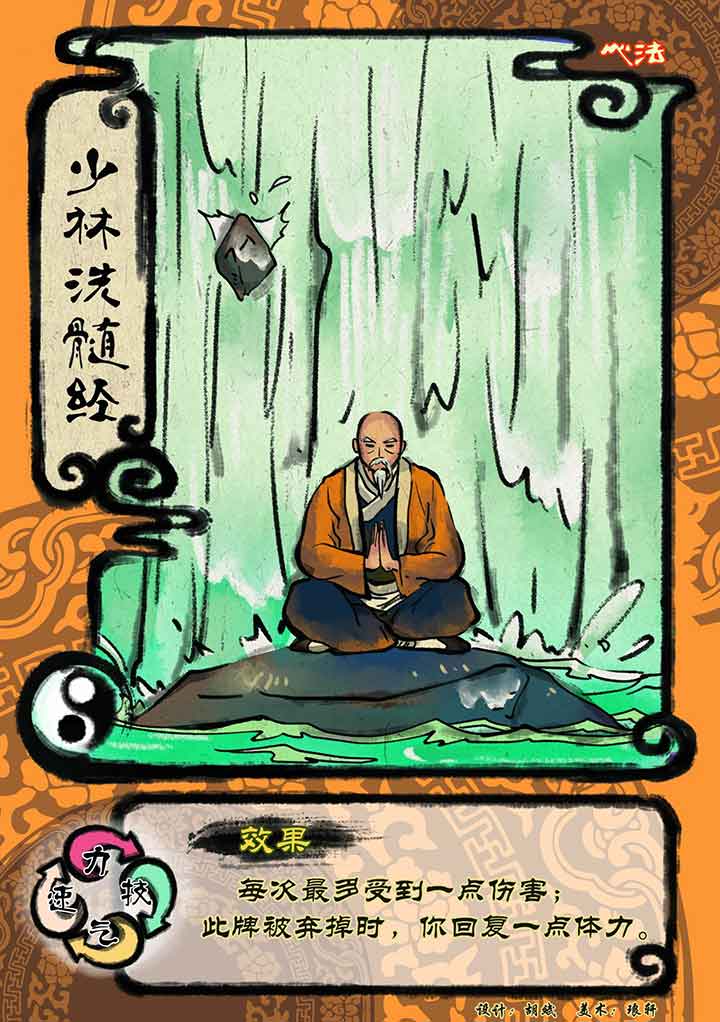 心法
少林洗髓经
效果
每次最多受到一点伤害；
此牌被弃掉时，你回复一点体力。
力
速 技
气
设计：胡斌 美术：琅轩